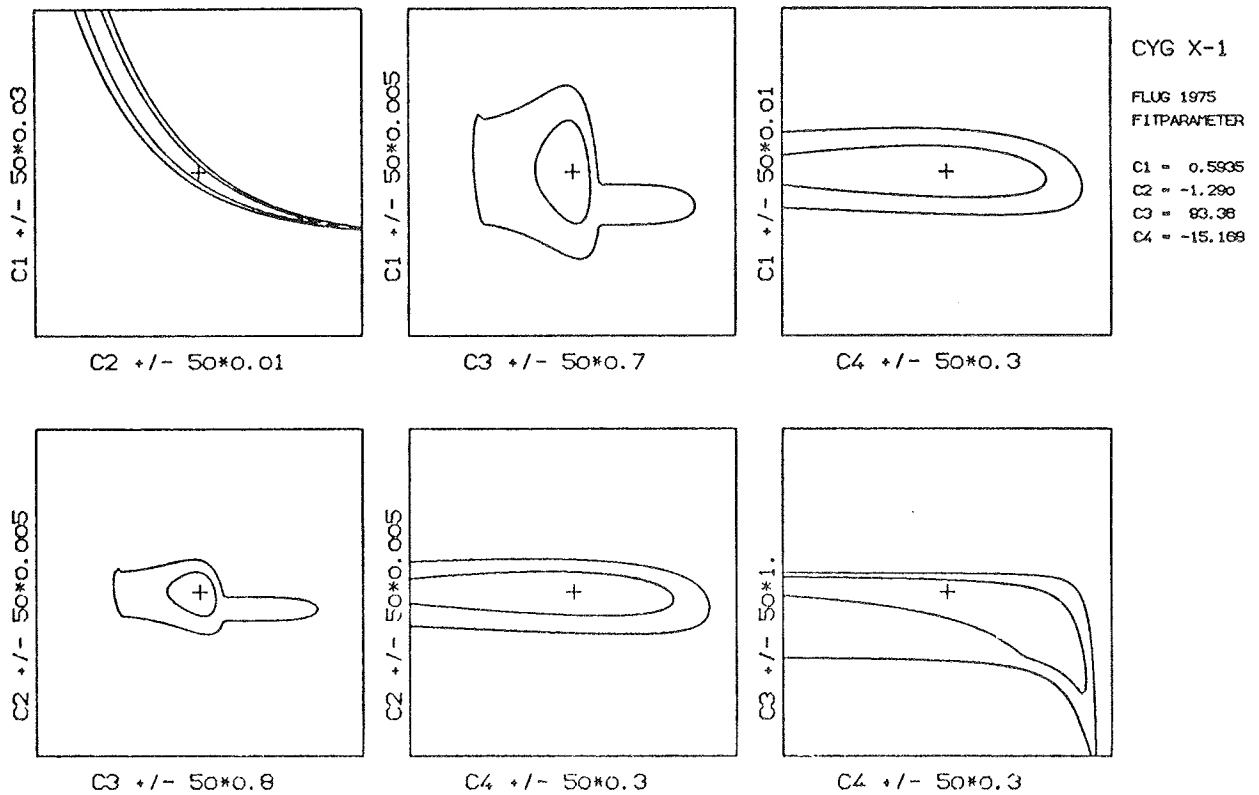 C1 +/- 50*0.03
C2 +/- 50*0.01
C1 +/- 50*0.005
C3 +/- 50*0.7
C1 +/- 50*0.01
C4 +/- 50*0.3
CYG X-1
FLUG 1975
FITPARAMETER
C1 = 0.5935
C2 = -1.290
C3 = 83.36
C4 = -15.168
C2 +/- 50*0.005
C3 +/- 50*0.8
C2 +/- 50*0.005
C4 +/- 50*0.3
C3 +/- 50*1.
C4 +/- 50*0.3